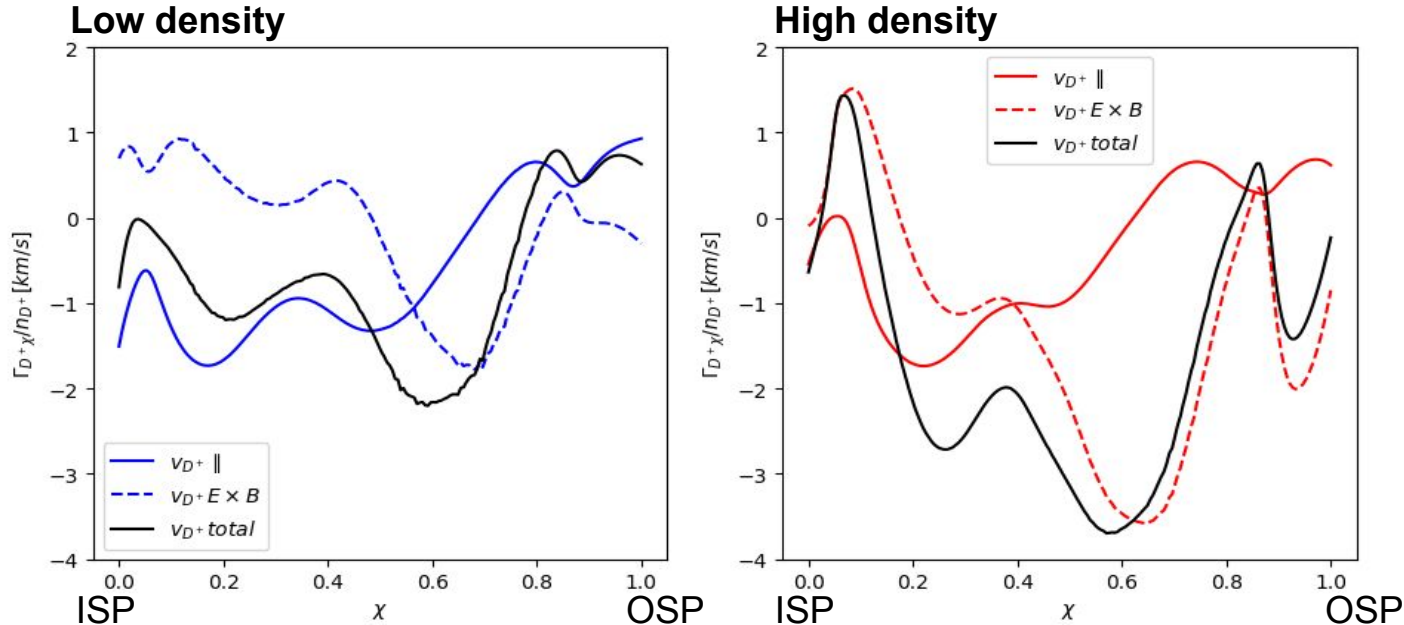 Low density
2
1
0
−1
−2
−3
−4
Γ_{D⁺χ}/n_{D⁺} [km/s]
v_{D⁺} ∥
v_{D⁺} E × B
v_{D⁺} total
0.0 0.2 0.4 0.6 0.8 1.0
ISP χ OSP
High density
2
1
0
−1
−2
−3
−4
Γ_{D⁺χ}/n_{D⁺} [km/s]
v_{D⁺} ∥
v_{D⁺} E × B
v_{D⁺} total
0.0 0.2 0.4 0.6 0.8 1.0
ISP χ OSP